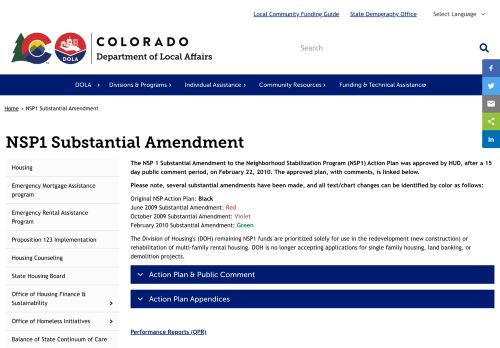 Local Community Funding Guide State Demography Office Select Language
COLORADO
Department of Local Affairs
DOLA
Search
DOLA Divisions & Programs Individual Assistance Community Resources Funding & Technical Assistance
Home > NSP1 Substantial Amendment
NSP1 Substantial Amendment
Housing
Emergency Mortgage Assistance
program
Emergency Rental Assistance
Program
Proposition 123 Implementation
Housing Counseling
State Housing Board
Office of Housing Finance &
Sustainability
Office of Homeless Initiatives
Balance of State Continuum of Care
The NSP 1 Substantial Amendment to the Neighborhood Stabilization Program (NSP1) Action Plan was approved by HUD, after a 15
day public comment period, on February 22, 2010. The approved plan, with comments, is linked below.
Please note, several substantial amendments have been made, and all text/chart changes can be identified by color as follows:
Original NSP Action Plan: Black
June 2009 Substantial Amendment: Red
October 2009 Substantial Amendment: Violet
February 2010 Substantial Amendment: Green
The Division of Housing's (DOH) remaining NSP1 funds are prioritized solely for use in the redevelopment (new construction) or
rehabilitation of multi-family rental housing. DOH is no longer accepting applications for single family housing, land banking, or
demolition projects.
Action Plan & Public Comment
Action Plan Appendices
Performance Reports (QPR)